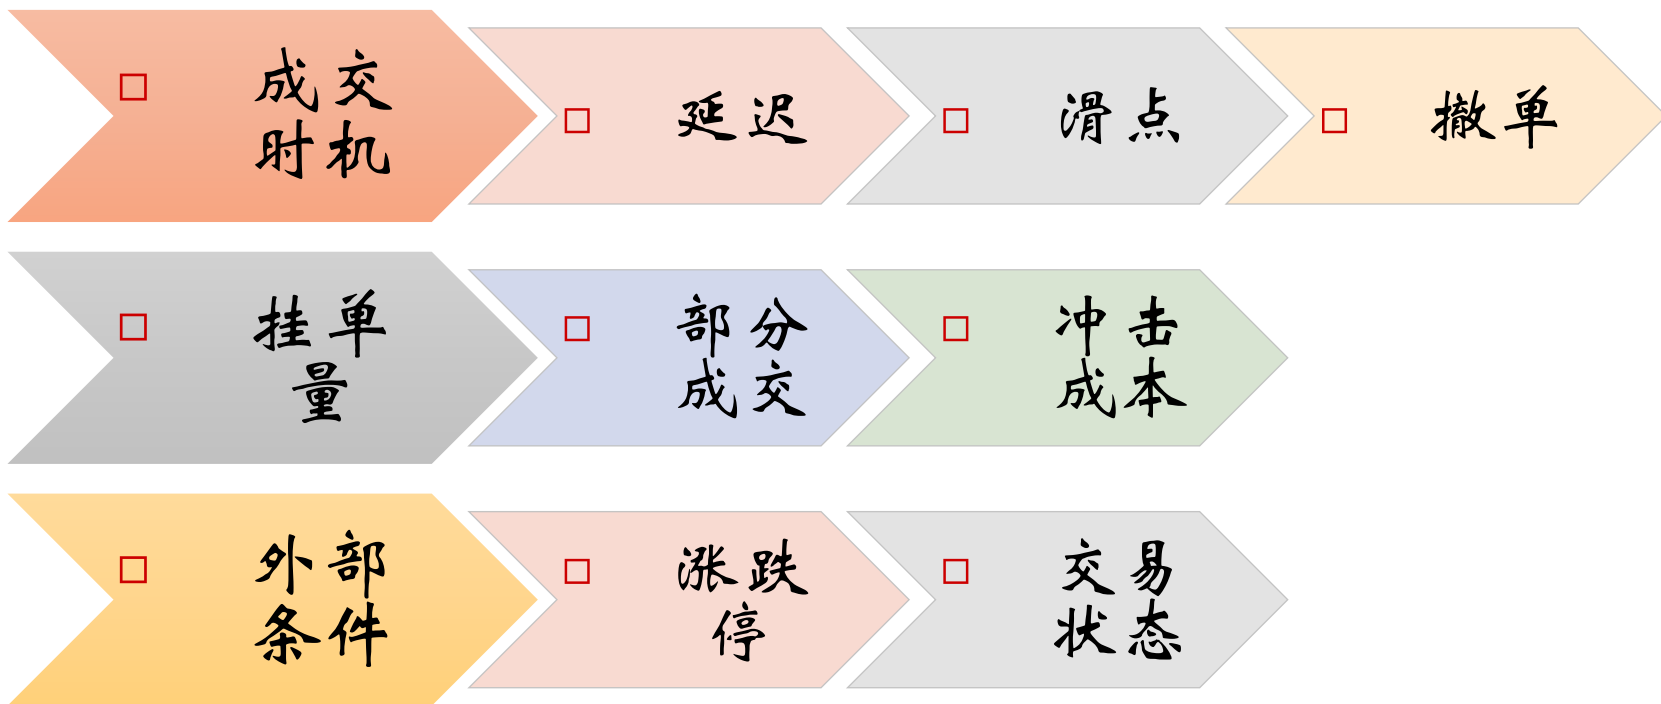 □ 成交
时机
□ 延迟
□ 滑点
□ 撤单
□ 挂单
量
□ 部分
成交
□ 冲击
成本
□ 外部
条件
□ 涨跌
停
□ 交易
状态